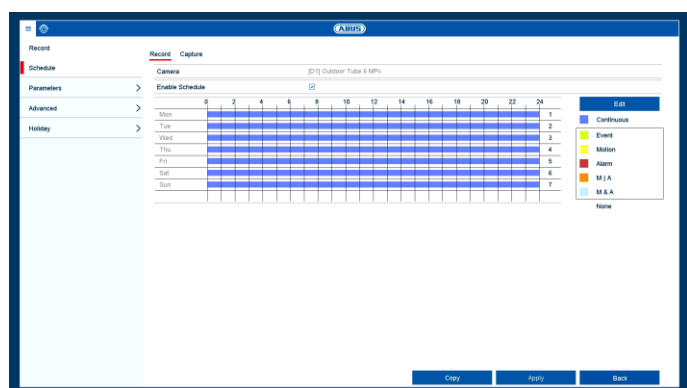 ABUS
Record
Schedule
Parameters
Advanced
Holiday
Record Capture
Camera [D1] Outdoor Tube 6 MPx
Enable Schedule
0 2 4 6 8 10 12 14 16 18 20 22 24
Mon 1
Tue 2
Wed 3
Thu 4
Fri 5
Sat 6
Sun 7
Edit
Continuous
Event
Motion
Alarm
M | A
M & A
None
Copy Apply Back